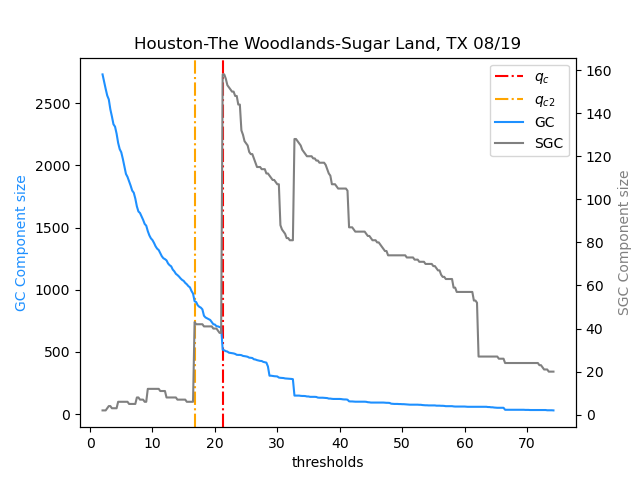 Houston-The Woodlands-Sugar Land, TX 08/19
GC Component size
2500
2000
1500
1000
500
0
q_c
q_c2
GC
SGC
160
140
120
100
80
60
40
20
0
SGC Component size
0 10 20 30 40 50 60 70
thresholds